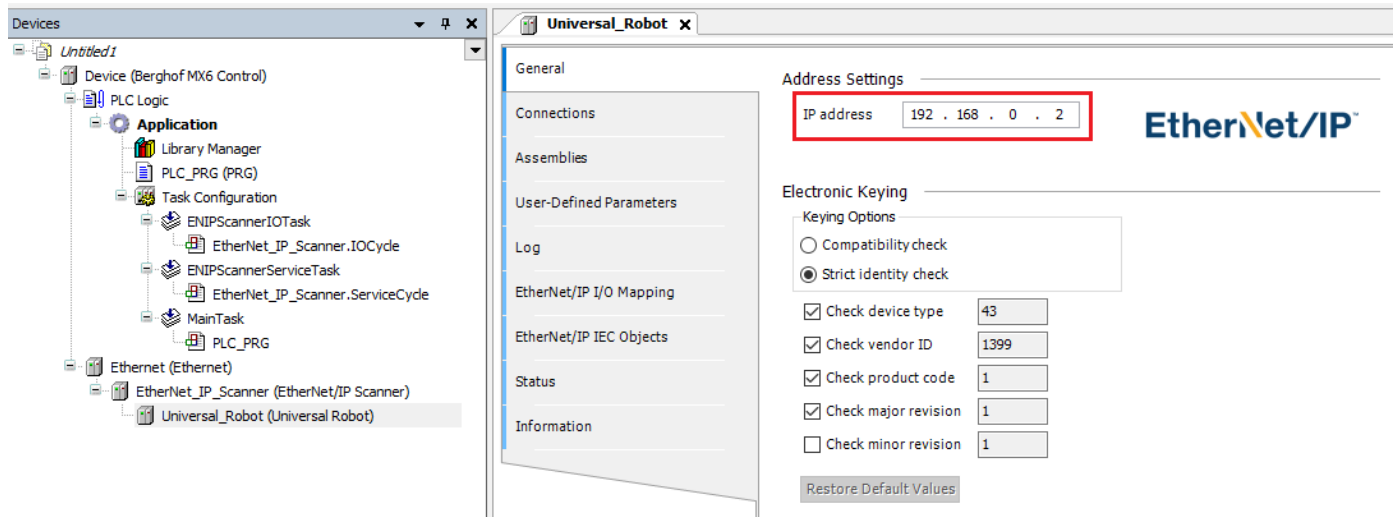 Devices
Untitled1
Device (Berghof MX6 Control)
PLC Logic
Application
Library Manager
PLC_PRG (PRG)
Task Configuration
ENIPScannerIOTask
EtherNet_IP_Scanner.IOCycle
ENIPScannerServiceTask
EtherNet_IP_Scanner.ServiceCycle
MainTask
PLC_PRG
Ethernet (Ethernet)
EtherNet_IP_Scanner (EtherNet/IP Scanner)
Universal_Robot (Universal Robot)
Universal_Robot
General
Connections
Assemblies
User-Defined Parameters
Log
EtherNet/IP I/O Mapping
EtherNet/IP IEC Objects
Status
Information
Address Settings
IP address 192 . 168 . 0 . 2
EtherNet/IP™
Electronic Keying
Keying Options
Compatibility check
Strict identity check
Check device type 43
Check vendor ID 1399
Check product code 1
Check major revision 1
Check minor revision 1
Restore Default Values